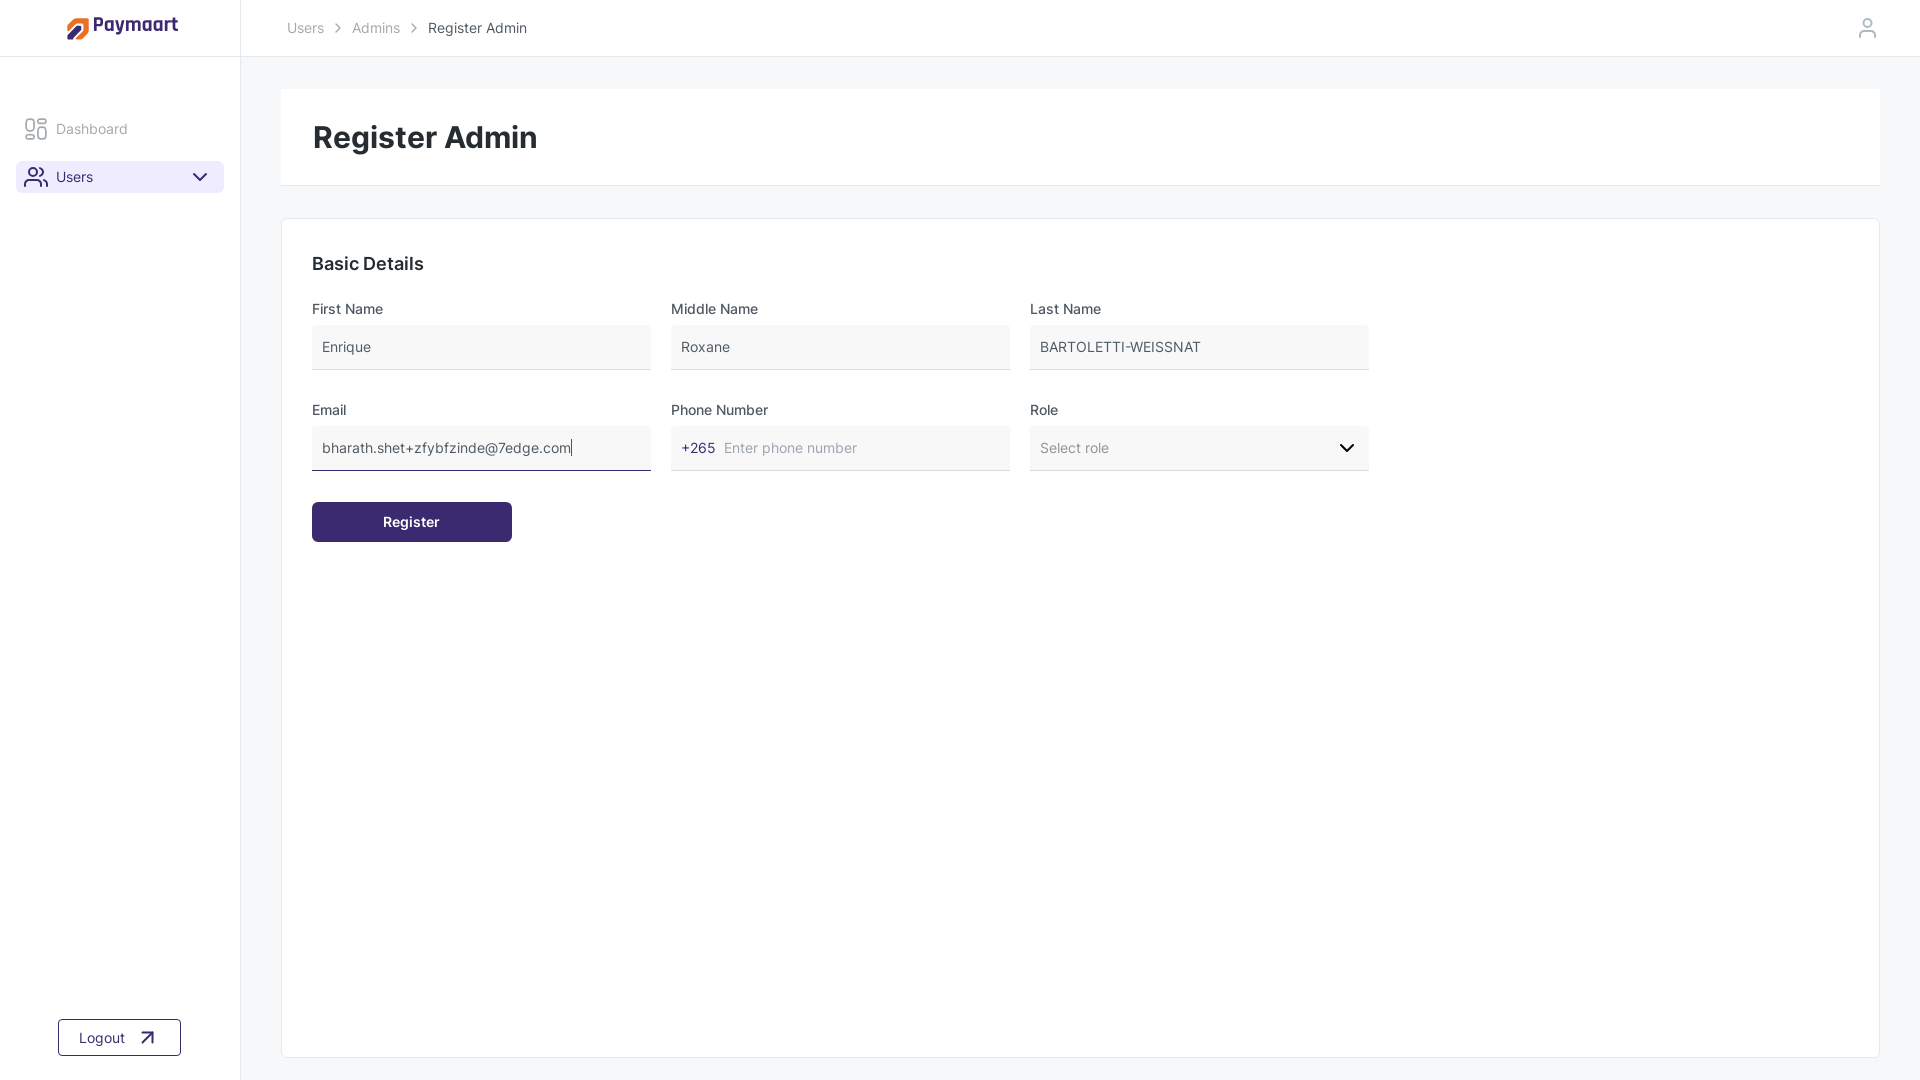 Paymaart
Users > Admins > Register Admin
Dashboard
Users
Register Admin
Basic Details
First Name Middle Name Last Name
Enrique Roxane BARTOLETTI-WEISSNAT
Email Phone Number Role
bharath.shet+zfybfzinde@7edge.com +265 Enter phone number Select role
Register
Logout